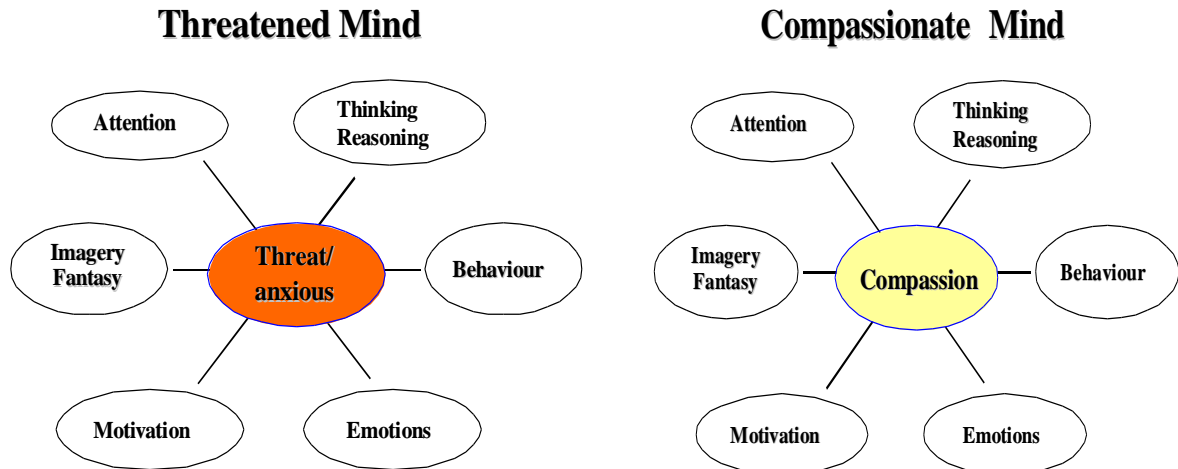 Threatened Mind
Attention
Thinking
Reasoning
Imagery
Fantasy
Threat/
anxious
Behaviour
Motivation
Emotions
Compassionate Mind
Attention
Thinking
Reasoning
Imagery
Fantasy
Compassion
Behaviour
Motivation
Emotions